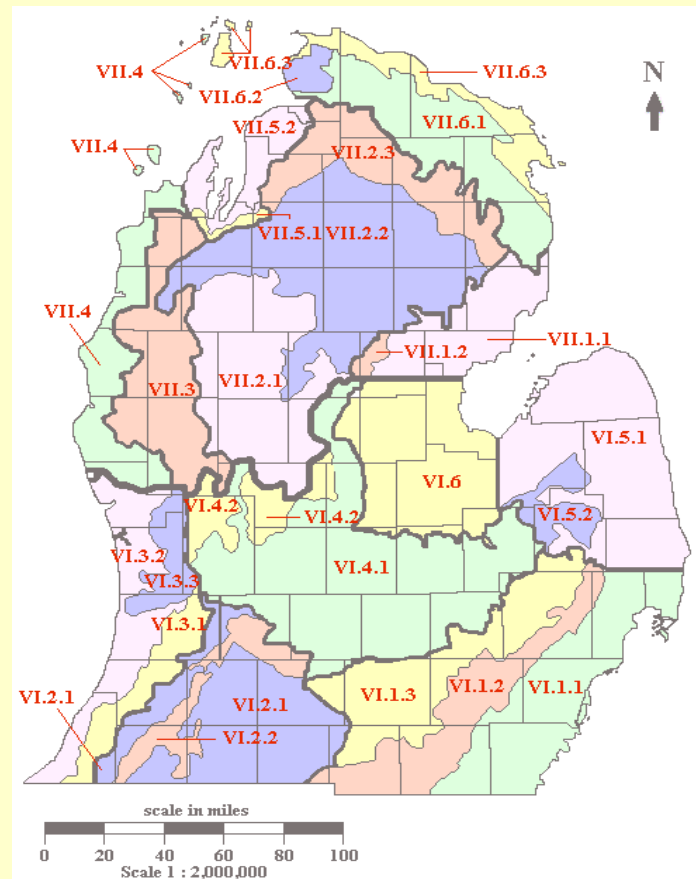 VII.4
VII.6.3
VII.6.3
VII.6.2
N
VII.5.2
VII.6.1
VII.4
VII.2.3
VII.5.1
VII.2.2
VII.4
VII.1.1
VII.1.2
VII.3
VII.2.1
VI.5.1
VI.6
VI.4.2
VI.4.2
VI.5.2
VI.3.2
VI.4.1
VI.3.3
VI.3.1
VI.1.3
VI.1.2
VI.1.1
VI.2.1
VI.2.1
VI.2.2
scale in miles
0 20 40 60 80 100
Scale 1 : 2,000,000